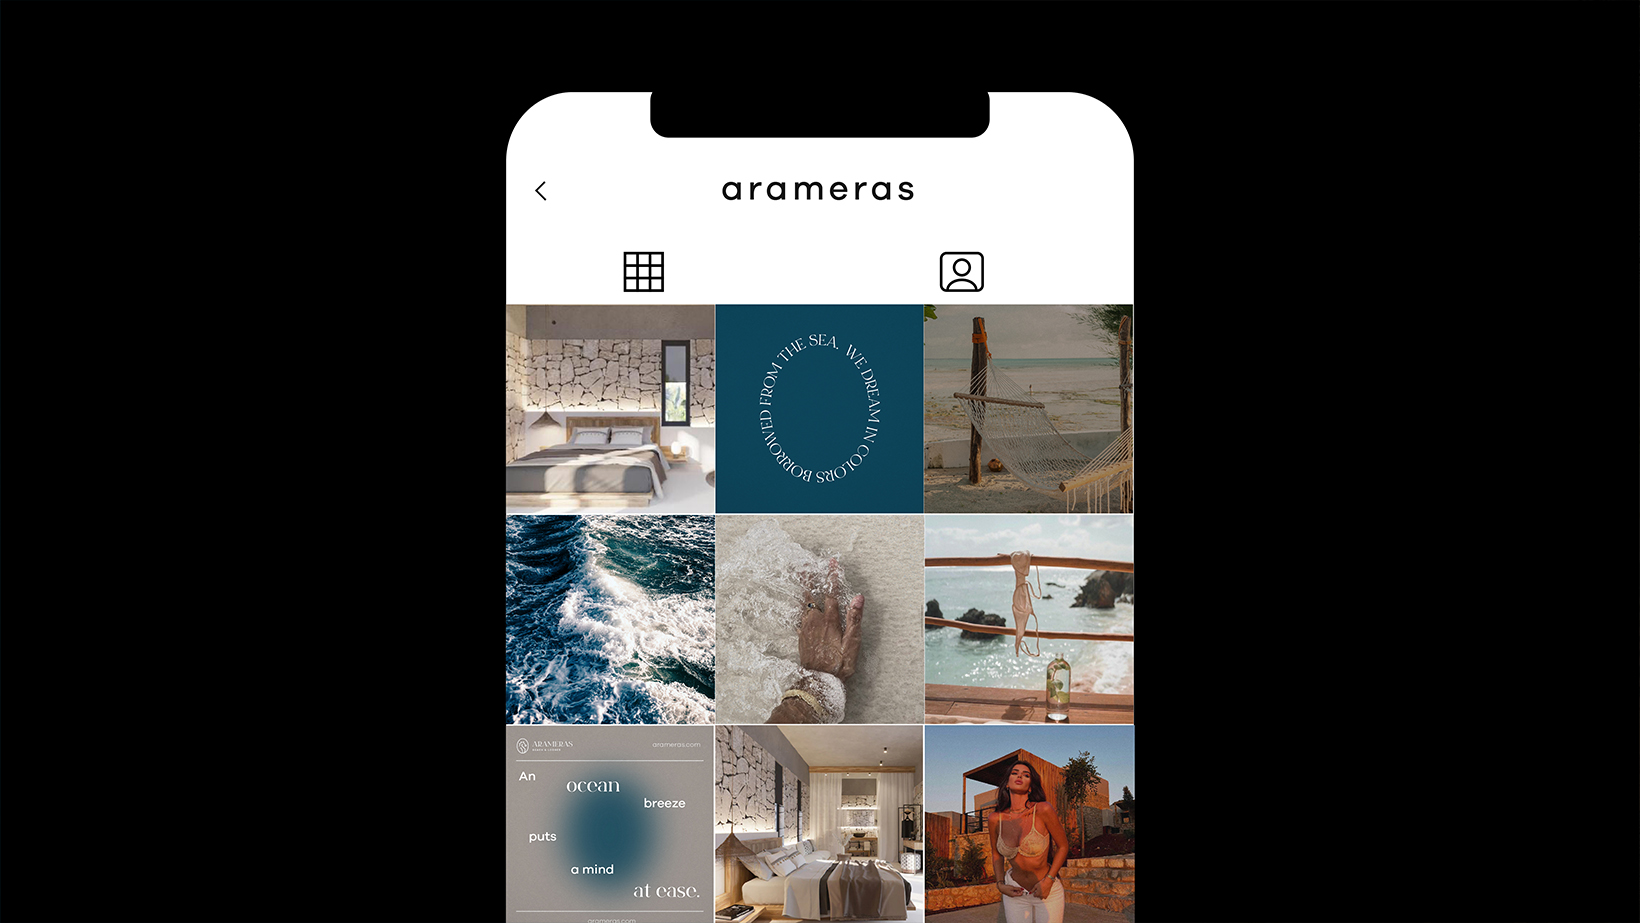 arameras
WE DREAM IN COLORS BORROWED FROM THE SEA.
ARAMERAS
arameras.com
An
ocean
breeze
puts
a mind
at ease.
arameras.com